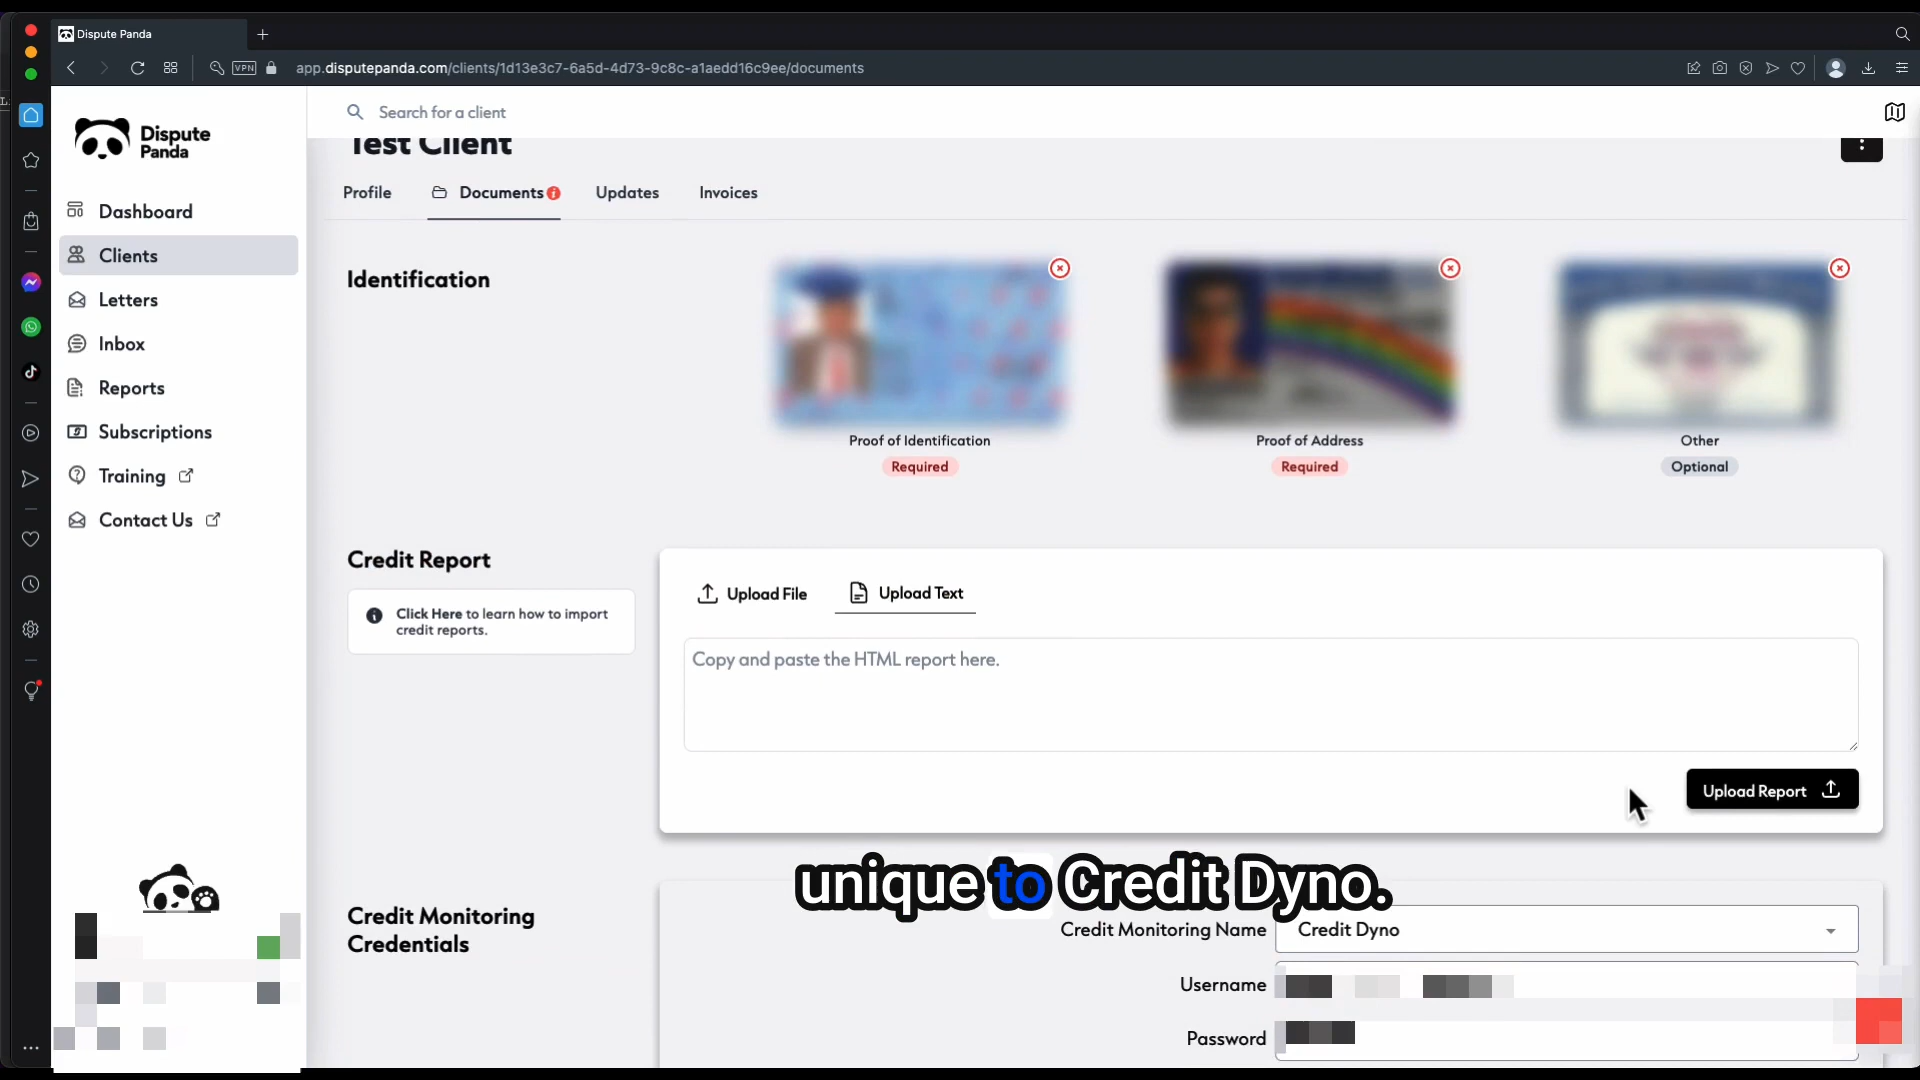 Dispute Panda
VPN
app.disputepanda.com/clients/1d13e3c7-6a5d-4d73-9c8c-a1aedd16c9ee/documents
Dispute
Panda
Search for a client
Test Client
Profile
Documents
Updates
Invoices
Dashboard
Clients
Letters
Inbox
Reports
Subscriptions
Training
Contact Us
Identification
Proof of Identification
Required
Proof of Address
Required
Other
Optional
Credit Report
Click Here to learn how to import
credit reports.
Upload File
Upload Text
Copy and paste the HTML report here.
Upload Report
unique to Credit Dyno.
Credit Monitoring
Credentials
Credit Monitoring Name
Credit Dyno
Username
Password